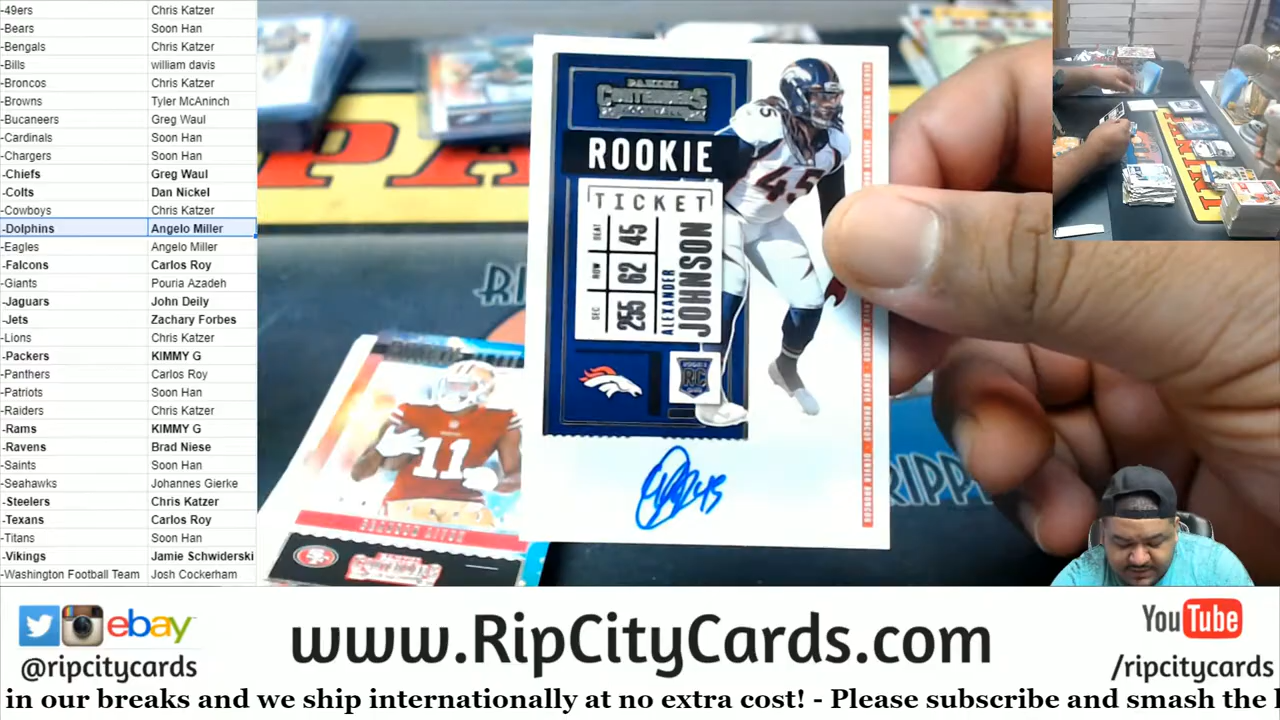 -49ers Chris Katzer
-Bears Soon Han
-Bengals Chris Katzer
-Bills william davis
-Broncos Chris Katzer
-Browns Tyler McAninch
-Bucaneers Greg Waul
-Cardinals Soon Han
-Chargers Soon Han
-Chiefs Greg Waul
-Colts Dan Nickel
-Cowboys Chris Katzer
-Dolphins Angelo Miller
-Eagles Angelo Miller
-Falcons Carlos Roy
-Giants Pouria Azadeh
-Jaguars John Deily
-Jets Zachary Forbes
-Lions Chris Katzer
-Packers KIMMY G
-Panthers Carlos Roy
-Patriots Soon Han
-Raiders Chris Katzer
-Rams KIMMY G
-Ravens Brad Niese
-Saints Soon Han
-Seahawks Johannes Gierke
-Steelers Chris Katzer
-Texans Carlos Roy
-Titans Soon Han
-Vikings Jamie Schwiderski
-Washington Football Team Josh Cockerham
PANINI
CONTENDERS
FOOTBALL
ROOKIE
TICKET
SEAT 45
ROW 62
SEC 255
ALEXANDER
JOHNSON
RC
45
11
DENVER BRONCOS
ebay
@ripcitycards
www.RipCityCards.com
YouTube
/ripcitycards
in our breaks and we ship internationally at no extra cost! - Please subscribe and smash the